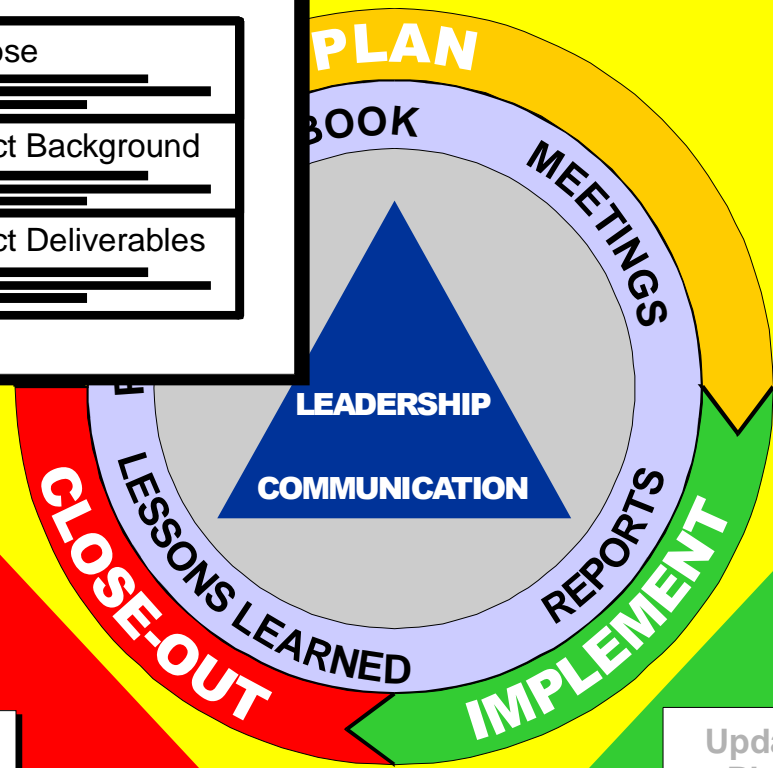 ose
PLAN
BOOK
ct Background
MEETINGS
ct Deliverables
LEADERSHIP
COMMUNICATION
CLOSE-OUT
LESSONS LEARNED
REPORTS
IMPLEMENT
Upda